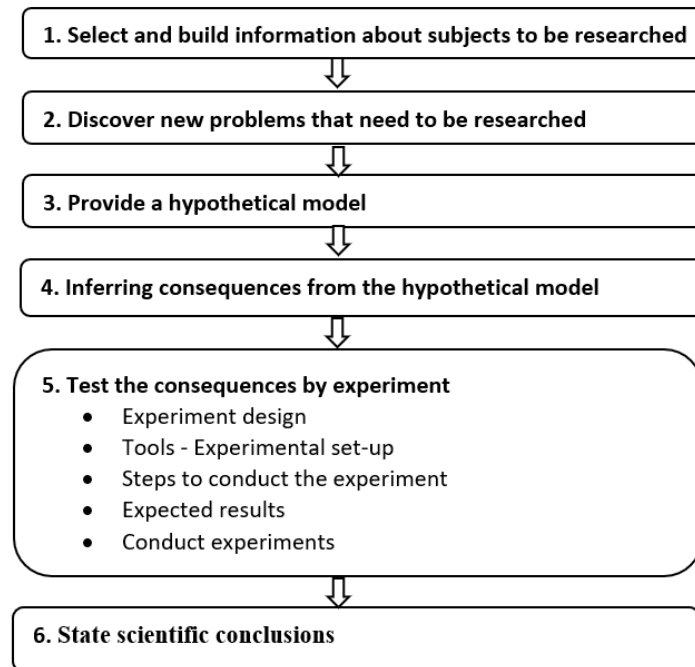 1. Select and build information about subjects to be researched
2. Discover new problems that need to be researched
3. Provide a hypothetical model
4. Inferring consequences from the hypothetical model
5. Test the consequences by experiment
• Experiment design
• Tools - Experimental set-up
• Steps to conduct the experiment
• Expected results
• Conduct experiments
6. State scientific conclusions